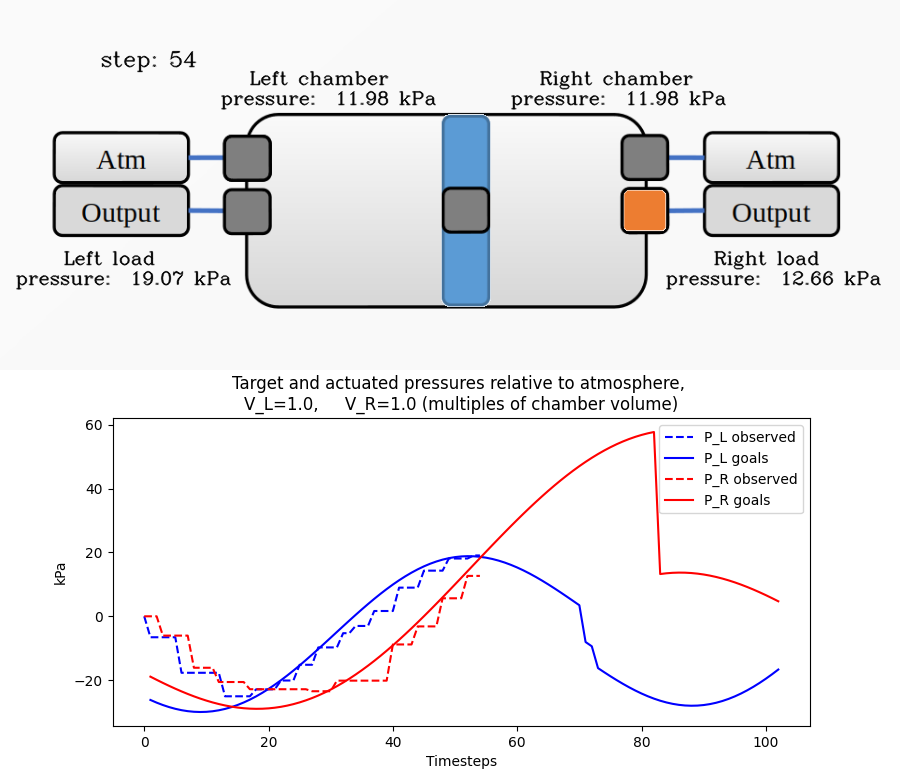 step: 54
Left chamber
pressure: 11.98 kPa
Right chamber
pressure: 11.98 kPa
Atm
Output
Atm
Output
Left load
pressure: 19.07 kPa
Right load
pressure: 12.66 kPa
Target and actuated pressures relative to atmosphere,
V_L=1.0, V_R=1.0 (multiples of chamber volume)
60
40
20
0
−20
kPa
P_L observed
P_L goals
P_R observed
P_R goals
0 20 40 60 80 100
Timesteps